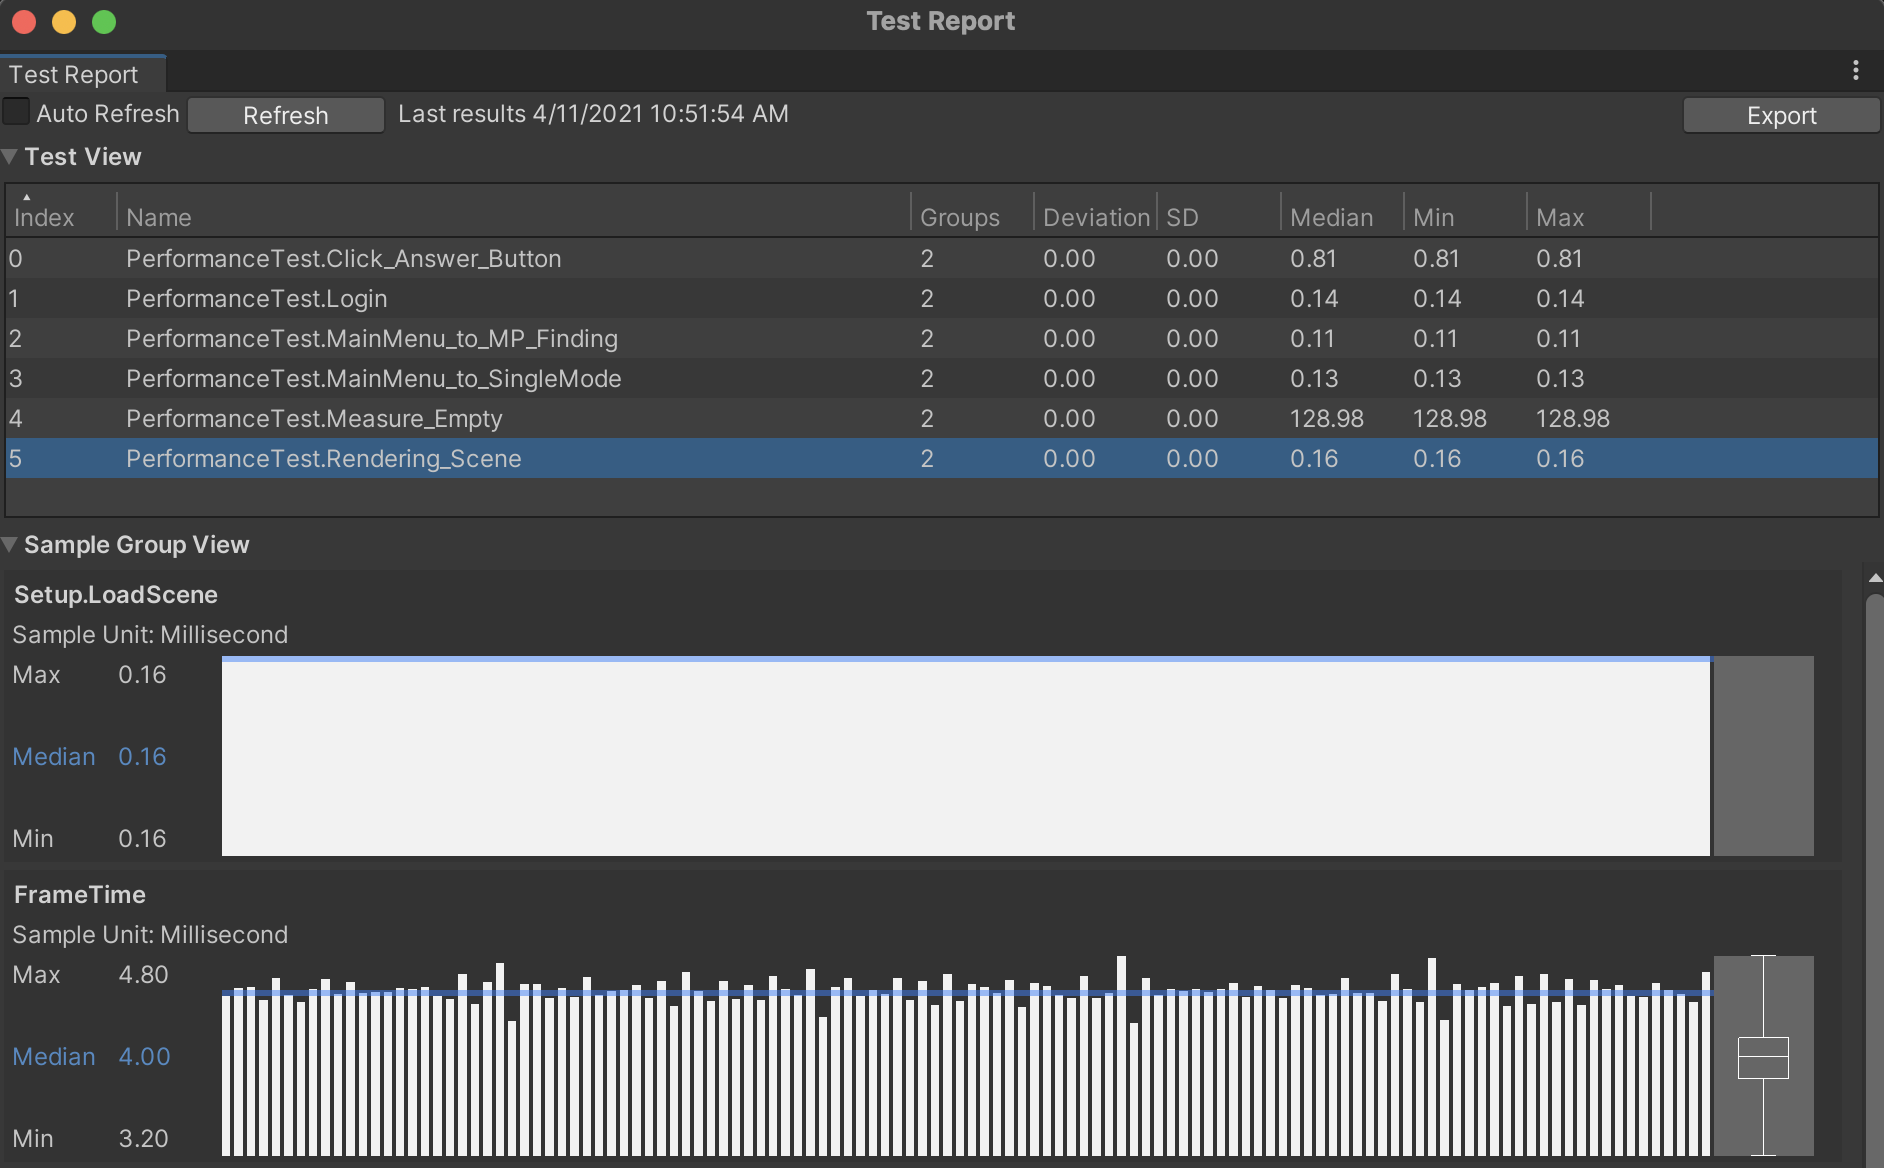 Test Report
Test Report
Auto Refresh Refresh Last results 4/11/2021 10:51:54 AM Export
Test View
Index Name Groups Deviation SD Median Min Max
0 PerformanceTest.Click_Answer_Button 2 0.00 0.00 0.81 0.81 0.81
1 PerformanceTest.Login 2 0.00 0.00 0.14 0.14 0.14
2 PerformanceTest.MainMenu_to_MP_Finding 2 0.00 0.00 0.11 0.11 0.11
3 PerformanceTest.MainMenu_to_SingleMode 2 0.00 0.00 0.13 0.13 0.13
4 PerformanceTest.Measure_Empty 2 0.00 0.00 128.98 128.98 128.98
5 PerformanceTest.Rendering_Scene 2 0.00 0.00 0.16 0.16 0.16
Sample Group View
Setup.LoadScene
Sample Unit: Millisecond
Max 0.16
Median 0.16
Min 0.16
FrameTime
Sample Unit: Millisecond
Max 4.80
Median 4.00
Min 3.20